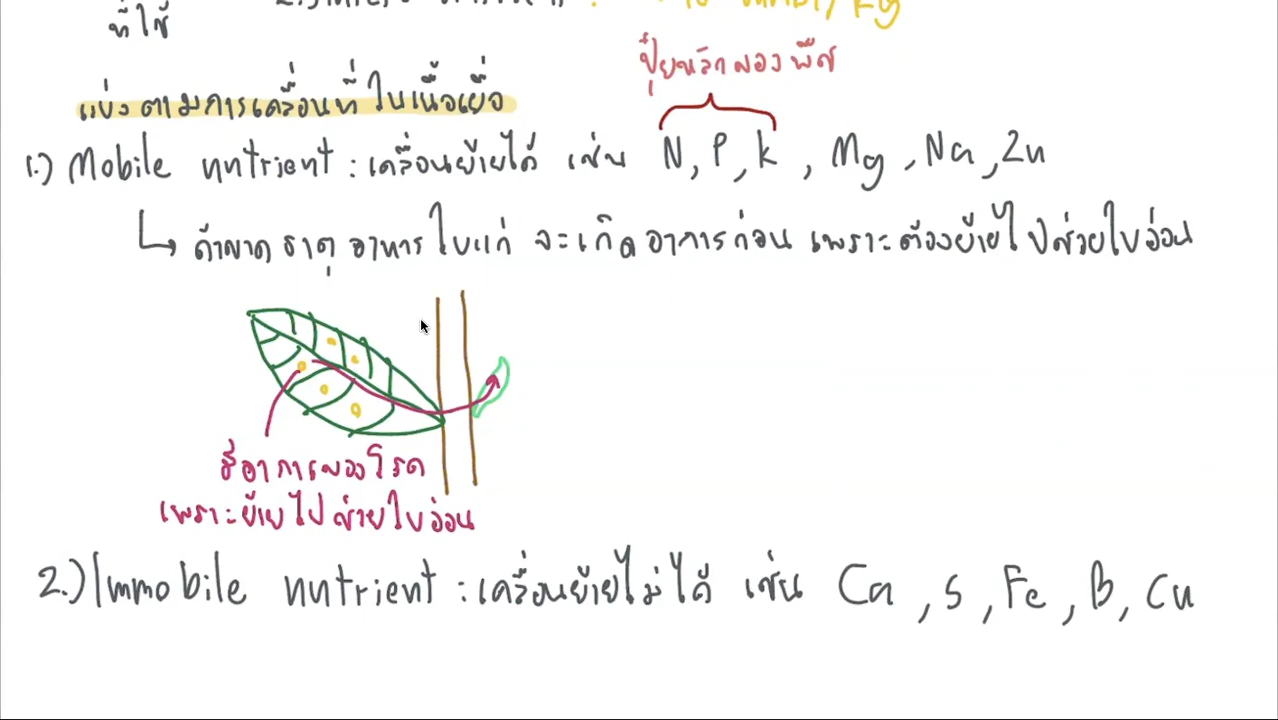 ที่ใช้
ปุ๋ยหลักของพืช
แบ่งตามการเคลื่อนที่ในเนื้อเยื่อ
1.) Mobile nutrient : เคลื่อนย้ายได้ เช่น N, P, K, Mg, Na, Zn
ถ้าขาดธาตุอาหารใบแก่ จะเกิดอาการก่อน เพราะต้องย้ายไปช่วยใบอ่อน
มีอาการของโรค
เพราะย้ายไปช่วยใบอ่อน
2.) Immobile nutrient : เคลื่อนย้ายไม่ได้ เช่น Ca, S, Fe, B, Cu